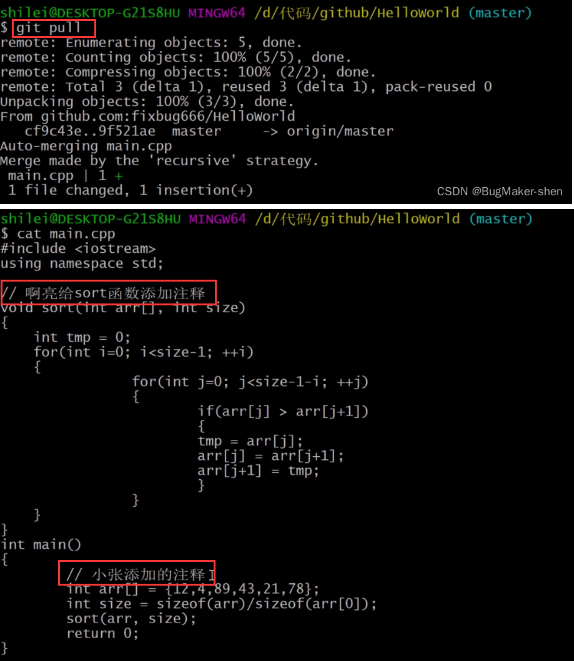 shilei@DESKTOP-G21S8HU MINGW64 /d/代码/github/HelloWorld (master)
$ git pull
remote: Enumerating objects: 5, done.
remote: Counting objects: 100% (5/5), done.
remote: Compressing objects: 100% (2/2), done.
remote: Total 3 (delta 1), reused 3 (delta 1), pack-reused 0
Unpacking objects: 100% (3/3), done.
From github.com:fixbug666/HelloWorld
   cf9c43e..9f521ae  master     -> origin/master
Auto-merging main.cpp
Merge made by the 'recursive' strategy.
 main.cpp | 1 +
 1 file changed, 1 insertion(+)
CSDN @BugMaker-shen
shilei@DESKTOP-G21S8HU MINGW64 /d/代码/github/HelloWorld (master)
$ cat main.cpp
#include <iostream>
using namespace std;
// 啊亮给sort函数添加注释
void sort(int arr[], int size)
{
    int tmp = 0;
    for(int i=0; i<size-1; ++i)
    {
                for(int j=0; j<size-1-i; ++j)
                {
                        if(arr[j] > arr[j+1])
                        {
                        tmp = arr[j];
                        arr[j] = arr[j+1];
                        arr[j+1] = tmp;
                        }
                }
    }
}
int main()
{
        // 小张添加的注释
        int arr[] = {12,4,89,43,21,78};
        int size = sizeof(arr)/sizeof(arr[0]);
        sort(arr, size);
        return 0;
}